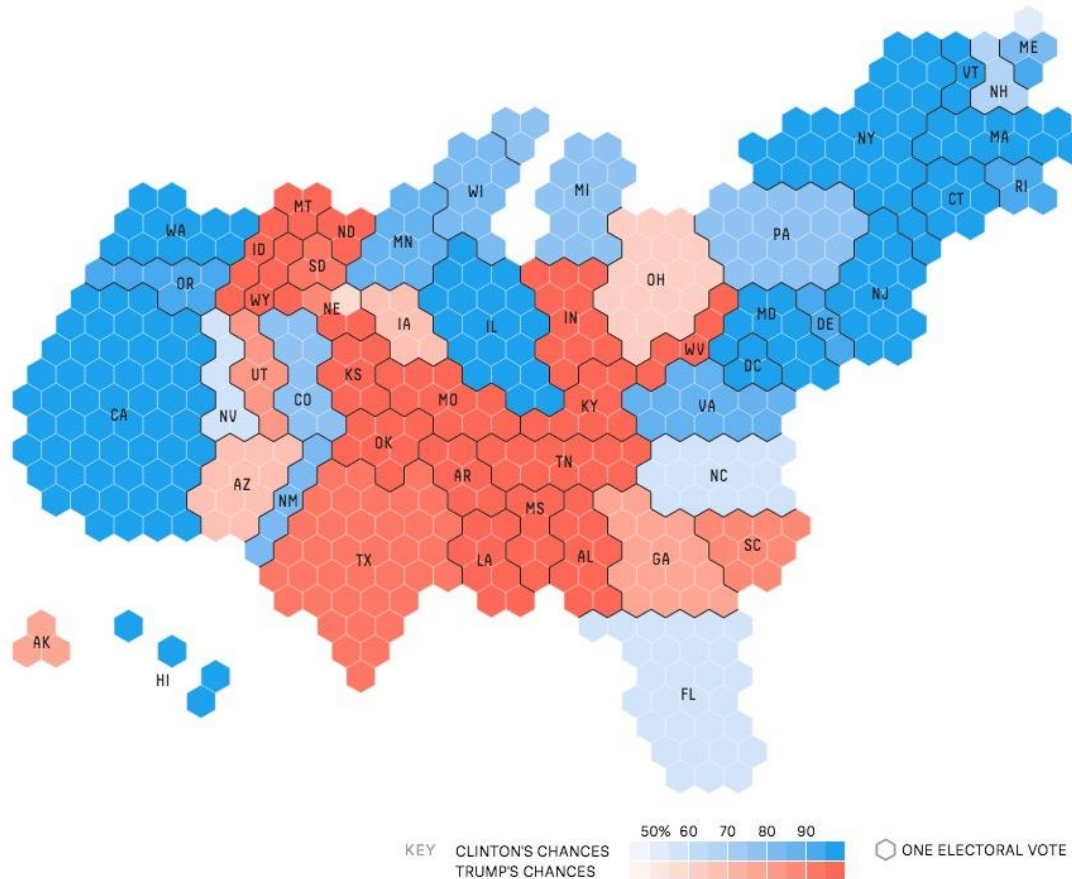 ME
VT
NH
NY
MA
WI
MI
CT
RI
MT
WA
ND
MN
PA
ID
SD
OR
OH
WY
NE
IA
IL
IN
MD
DE
NJ
WV
DC
UT
KS
CO
MO
KY
VA
CA
NV
OK
TN
NC
AZ
AR
NM
MS
TX
LA
AL
GA
SC
AK
HI
FL
50% 60 70 80 90
KEY CLINTON'S CHANCES
TRUMP'S CHANCES
ONE ELECTORAL VOTE